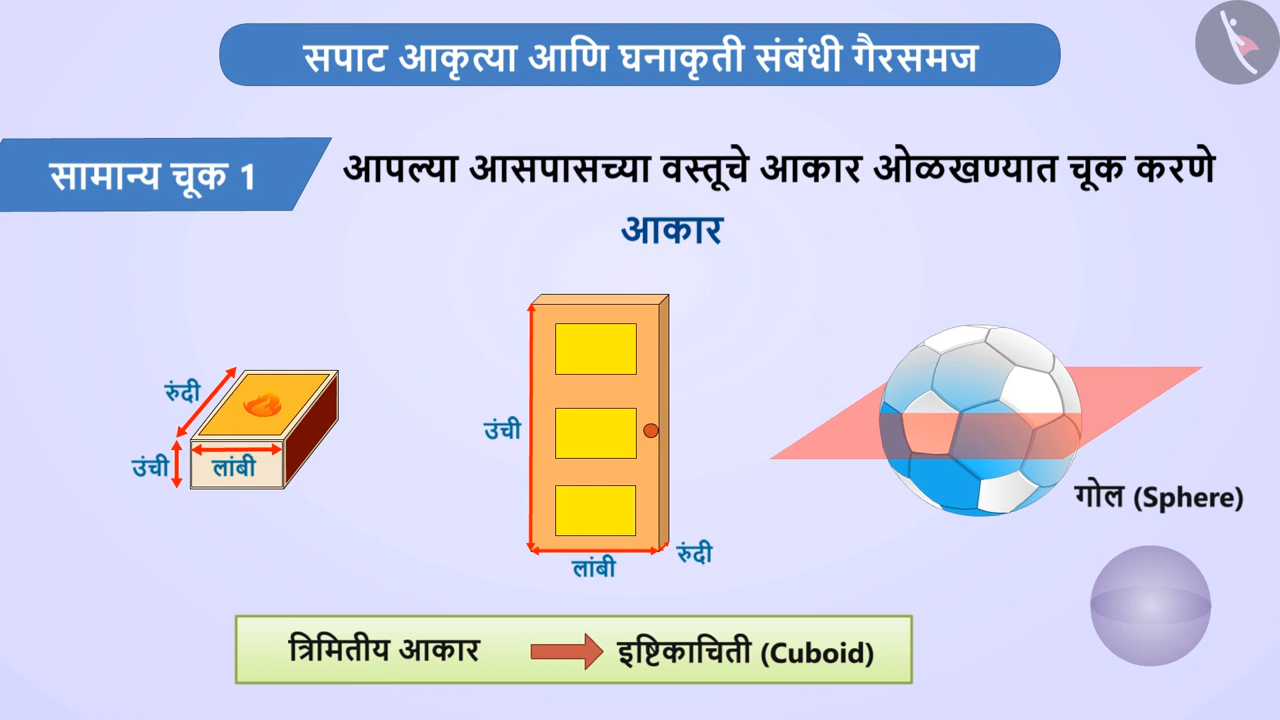 सपाट आकृत्या आणि घनाकृती संबंधी गैरसमज
सामान्य चूक 1
आपल्या आसपासच्या वस्तूचे आकार ओळखण्यात चूक करणे
आकार
रुंदी
उंची
लांबी
उंची
लांबी
रुंदी
गोल (Sphere)
त्रिमितीय आकार
इष्टिकाचिती (Cuboid)